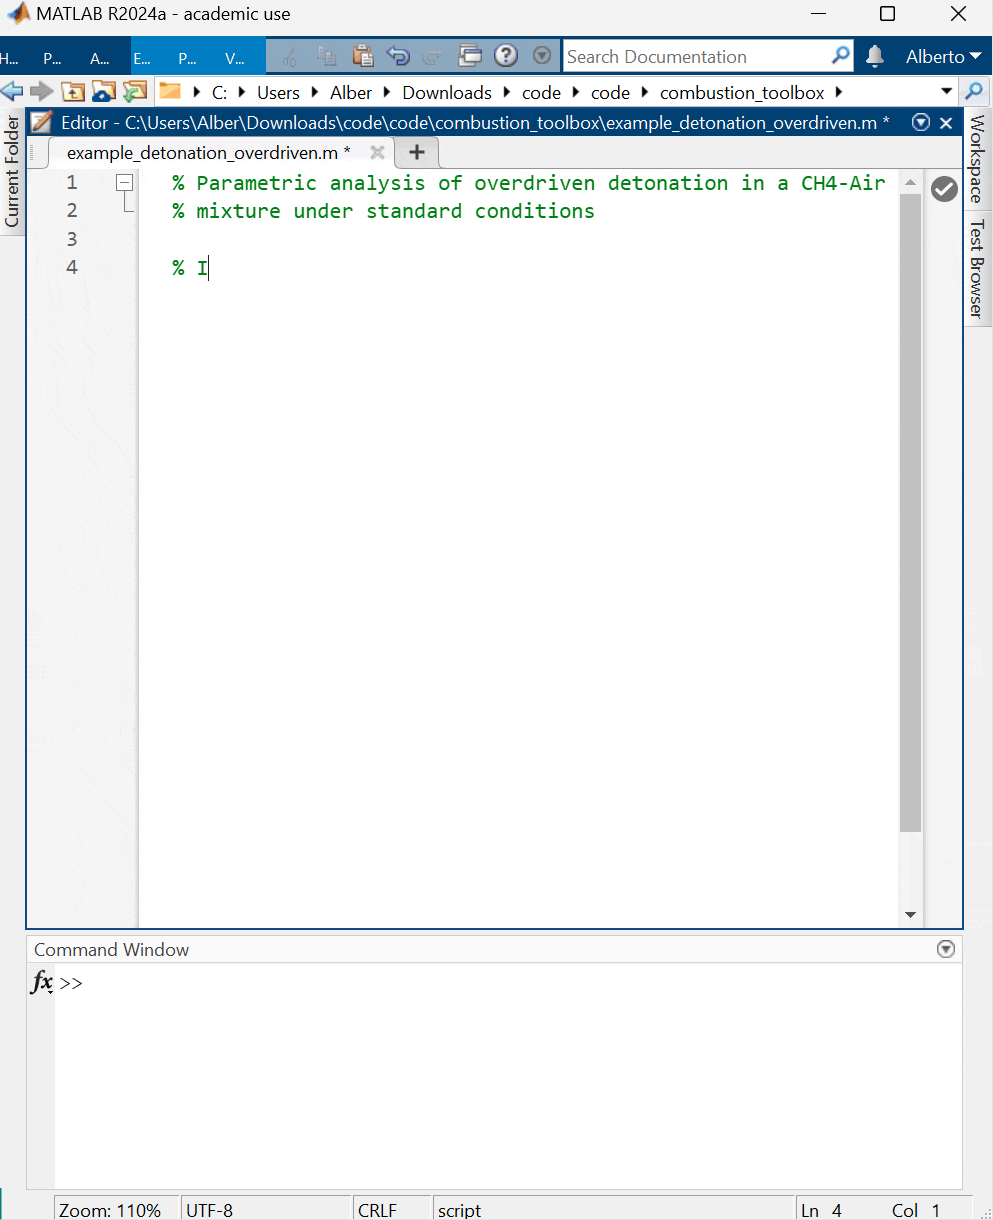 MATLAB R2024a - academic use
H... P... A... E... P... V... Search Documentation Alberto
C: Users Alber Downloads code code combustion_toolbox
Current Folder
Editor - C:\Users\Alber\Downloads\code\code\combustion_toolbox\example_detonation_overdriven.m *
example_detonation_overdriven.m *
1 % Parametric analysis of overdriven detonation in a CH4-Air
2 % mixture under standard conditions
3
4 % I
Workspace
Test Browser
Command Window
fx >>
Zoom: 110% UTF-8 CRLF script Ln 4 Col 1